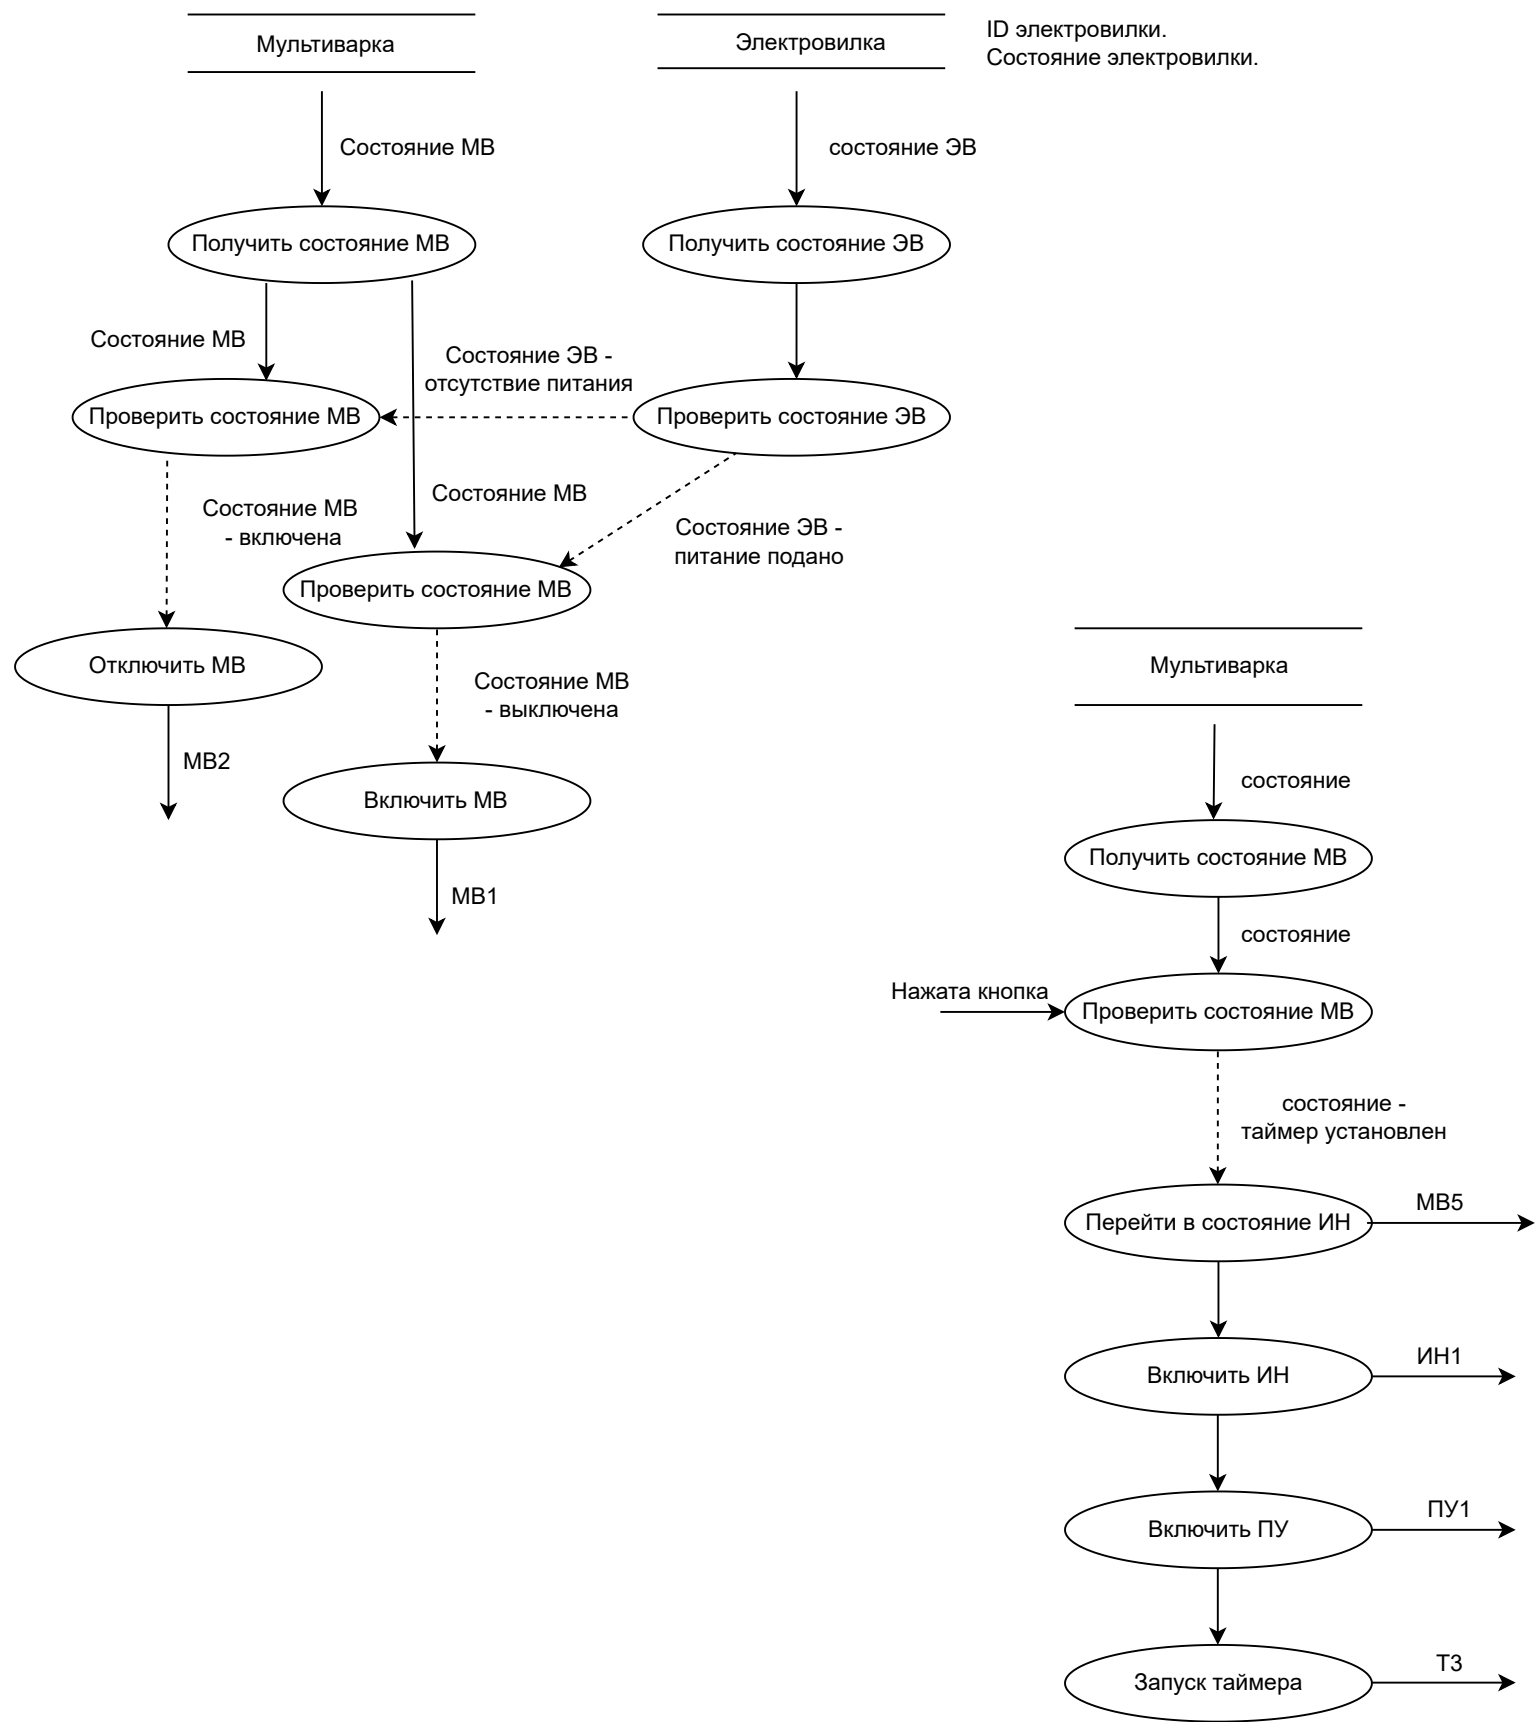 Мультиварка
Электровилка
ID электровилки.
Состояние электровилки.
Состояние МВ
состояние ЭВ
Получить состояние МВ
Получить состояние ЭВ
Состояние МВ
Состояние ЭВ -
отсутствие питания
Проверить состояние МВ
Проверить состояние ЭВ
Состояние МВ
- включена
Состояние МВ
Состояние ЭВ -
питание подано
Проверить состояние МВ
Отключить МВ
Состояние МВ
- выключена
МВ2
Включить МВ
МВ1
Мультиварка
состояние
Получить состояние МВ
состояние
Нажата кнопка
Проверить состояние МВ
состояние -
таймер установлен
Перейти в состояние ИН
МВ5
Включить ИН
ИН1
Включить ПУ
ПУ1
Запуск таймера
Т3